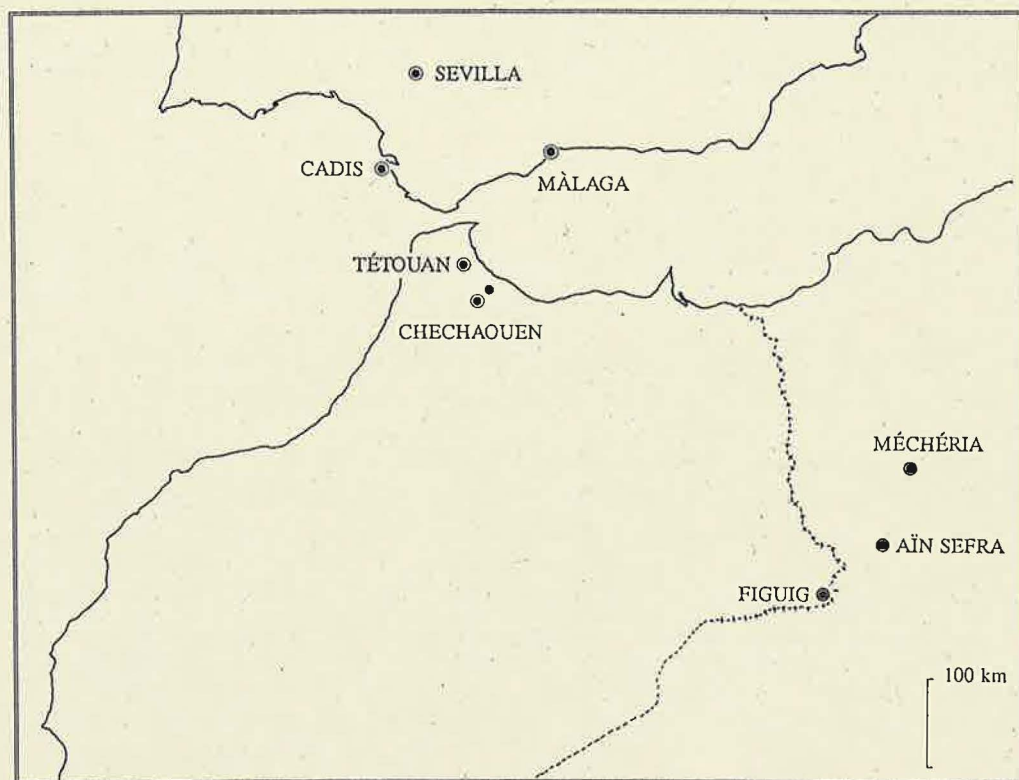 SEVILLA
CADIS
MÀLAGA
TÉTOUAN
CHECHAOUEN
MÉCHÉRIA
AÏN SEFRA
FIGUIG
100 km